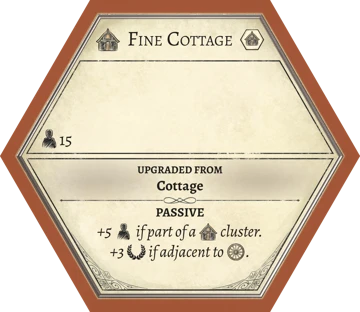 Fine Cottage
15
UPGRADED FROM
Cottage
PASSIVE
+5 if part of a cluster.
+3 if adjacent to .